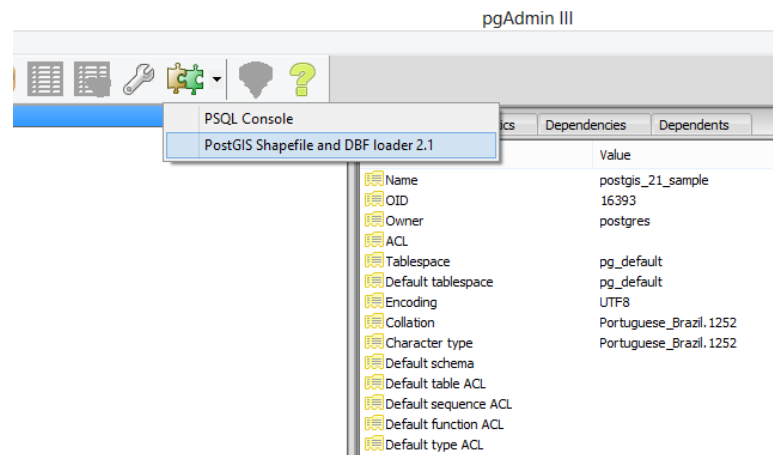 pgAdmin III
PSQL Console
PostGIS Shapefile and DBF loader 2.1
Dependencies Dependents
Value
Name postgis_21_sample
OID 16393
Owner postgres
ACL
Tablespace pg_default
Default tablespace pg_default
Encoding UTF8
Collation Portuguese_Brazil.1252
Character type Portuguese_Brazil.1252
Default schema
Default table ACL
Default sequence ACL
Default function ACL
Default type ACL